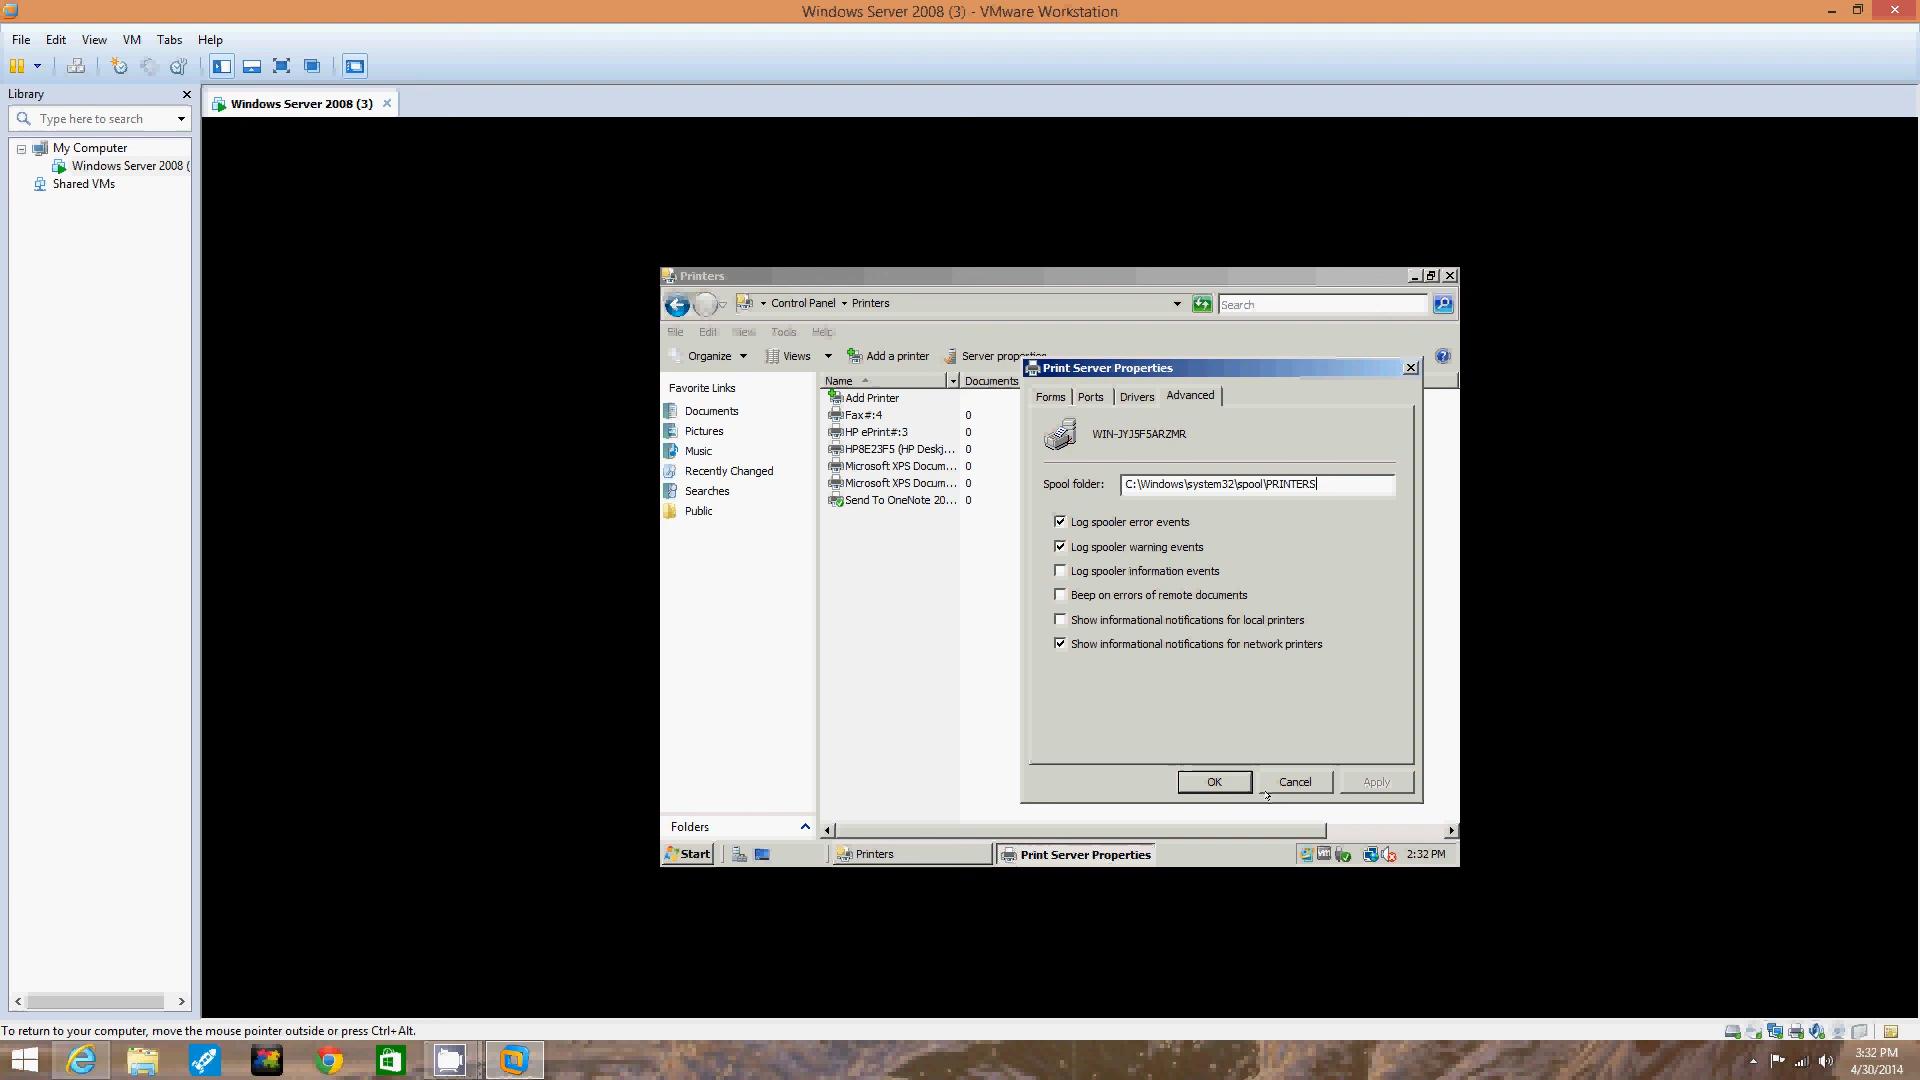 Windows Server 2008 (3) - VMware Workstation
File Edit View VM Tabs Help
Library
Windows Server 2008 (3)
Type here to search
My Computer
Windows Server 2008 (
Shared VMs
Printers
Control Panel Printers
Search
File Edit View Tools Help
Organize Views Add a printer Server properties
Print Server Properties
Favorite Links
Documents
Pictures
Music
Recently Changed
Searches
Public
Folders
Name Documents
Add Printer
Fax#:4 0
HP ePrint#:3 0
HP8E23F5 (HP Deskj... 0
Microsoft XPS Docum... 0
Microsoft XPS Docum... 0
Send To OneNote 20... 0
Forms Ports Drivers Advanced
WIN-JYJ5F5ARZMR
Spool folder: C:\Windows\system32\spool\PRINTERS
Log spooler error events
Log spooler warning events
Log spooler information events
Beep on errors of remote documents
Show informational notifications for local printers
Show informational notifications for network printers
OK Cancel Apply
Start Printers Print Server Properties 2:32 PM
To return to your computer, move the mouse pointer outside or press Ctrl+Alt.
3:32 PM
4/30/2014